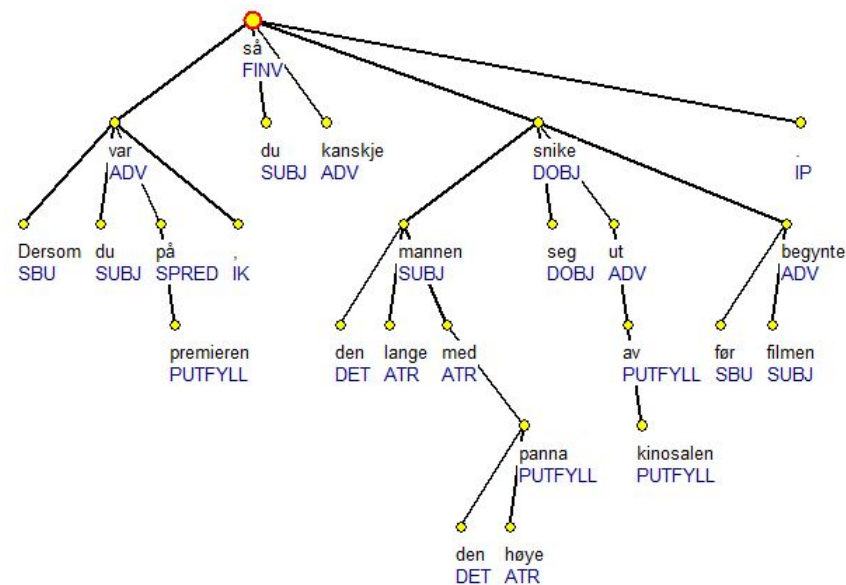 så
FINV
var
ADV
du
SUBJ
kanskje
ADV
snike
DOBJ
.
IP
Dersom
SBU
du
SUBJ
på
SPRED
,
IK
mannen
SUBJ
seg
DOBJ
ut
ADV
begynte
ADV
premieren
PUTFYLL
den
DET
lange
ATR
med
ATR
av
PUTFYLL
før
SBU
filmen
SUBJ
panna
PUTFYLL
kinosalen
PUTFYLL
den
DET
høye
ATR